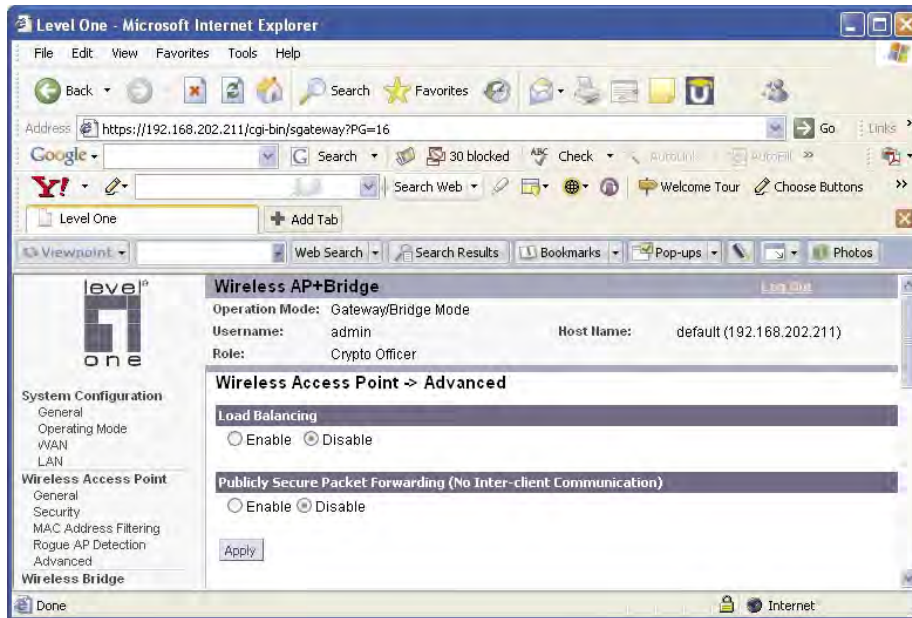 Level One - Microsoft Internet Explorer
File Edit View Favorites Tools Help
Back Search Favorites
Address https://192.168.202.211/cgi-bin/sgateway?PG=16 Go Links
Google Search 30 blocked ABC Check AutoLink AutoFill
Y! Search Web Welcome Tour Choose Buttons
Level One Add Tab
Viewpoint Web Search Search Results Bookmarks Pop-ups Photos
level one
Wireless AP+Bridge Log Out
Operation Mode: Gateway/Bridge Mode
Username: admin Host Name: default (192.168.202.211)
Role: Crypto Officer
System Configuration
General
Operating Mode
WAN
LAN
Wireless Access Point
General
Security
MAC Address Filtering
Rogue AP Detection
Advanced
Wireless Bridge
Wireless Access Point -> Advanced
Load Balancing
Enable Disable
Publicly Secure Packet Forwarding (No Inter-client Communication)
Enable Disable
Apply
Done Internet